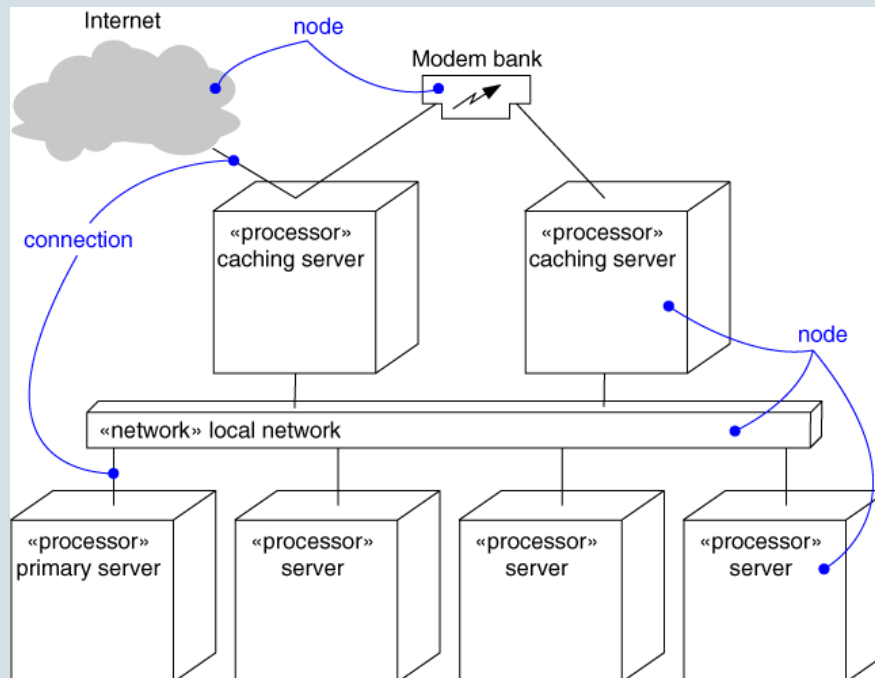 Internet
node
Modem bank
«processor»
caching server
«processor»
caching server
connection
node
«network» local network
«processor»
primary server
«processor»
server
«processor»
server
«processor»
server